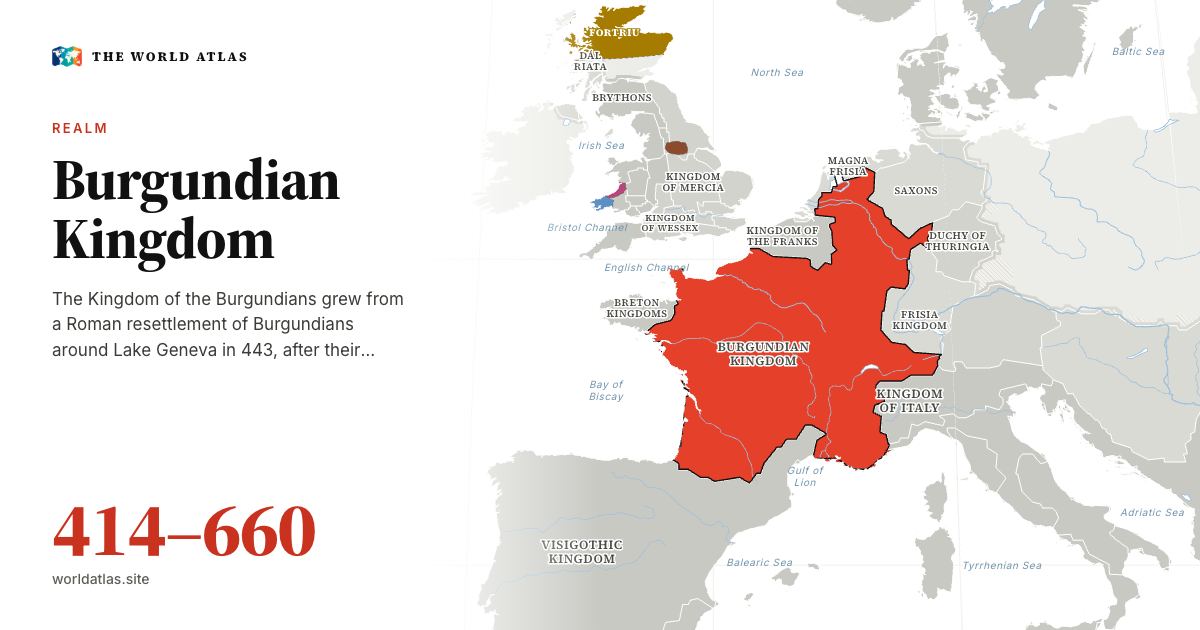 THE WORLD ATLAS
REALM
Burgundian
Kingdom
The Kingdom of the Burgundians grew from
a Roman resettlement of Burgundians
around Lake Geneva in 443, after their...
414–660
worldatlas.site
FORTRIU
DAL
RIATA
BRYTHONS
North Sea
Baltic Sea
Irish Sea
KINGDOM
OF MERCIA
MAGNA
FRISIA
SAXONS
Bristol Channel
KINGDOM
OF WESSEX
KINGDOM OF
THE FRANKS
DUCHY OF
THURINGIA
English Channel
BRETON
KINGDOMS
FRISIA
KINGDOM
BURGUNDIAN
KINGDOM
Bay of
Biscay
KINGDOM
OF ITALY
Gulf of
Lion
Adriatic Sea
VISIGOTHIC
KINGDOM
Balearic Sea
Tyrrhenian Sea